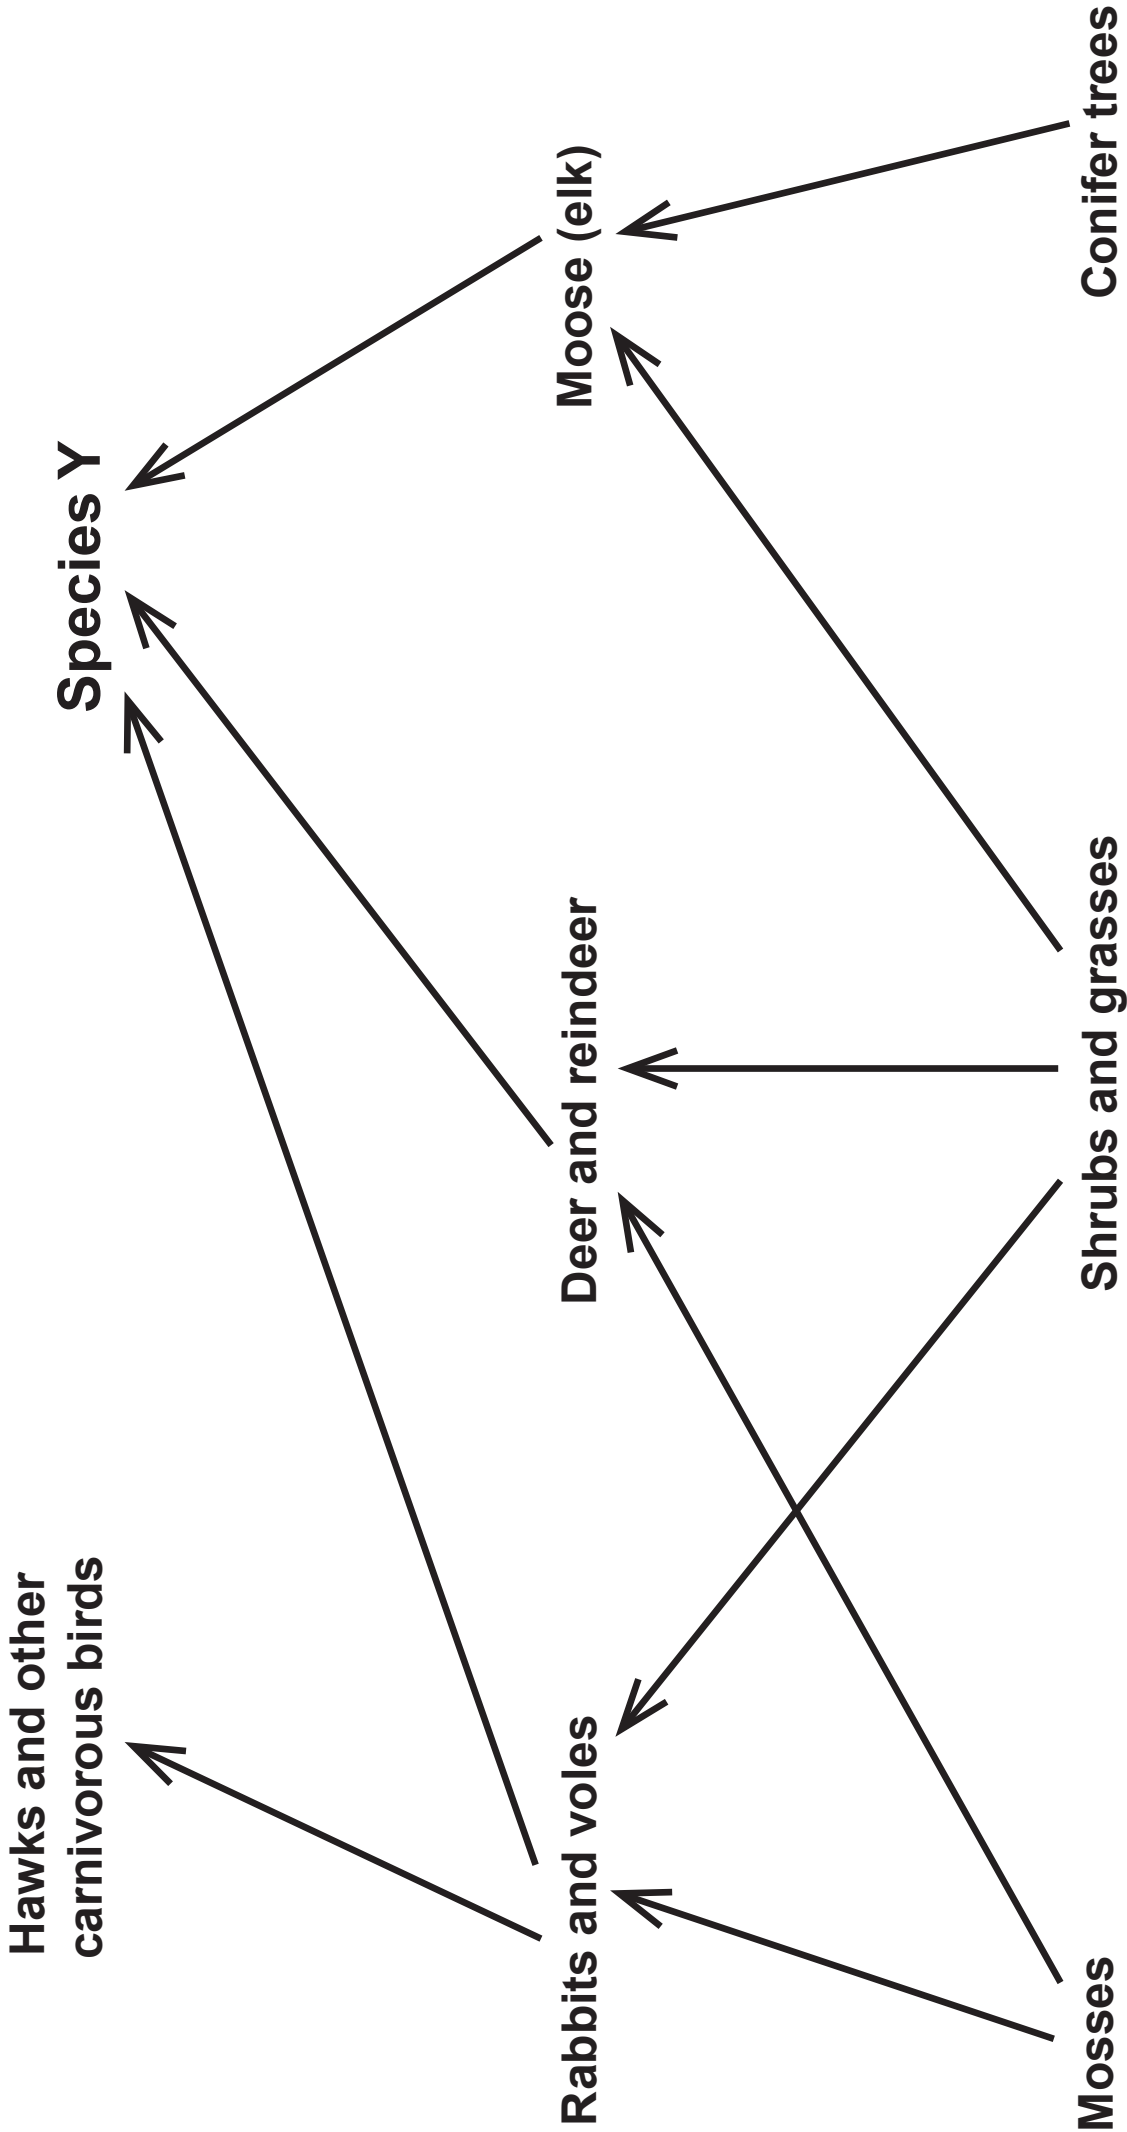 Hawks and other
carnivorous birds
Species Y
Rabbits and voles
Deer and reindeer
Moose (elk)
Mosses
Shrubs and grasses
Conifer trees